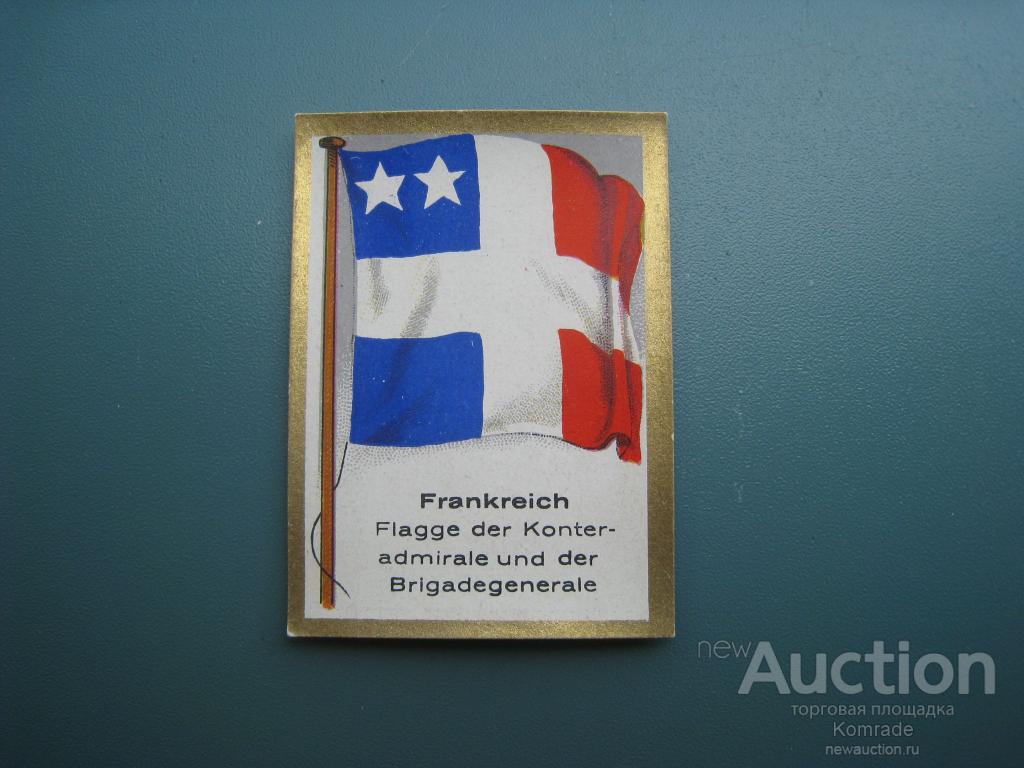 Frankreich
Flagge der Konter-
admirale und der
Brigadegenerale
newAuction
торговая площадка
Komrade
newauction.ru